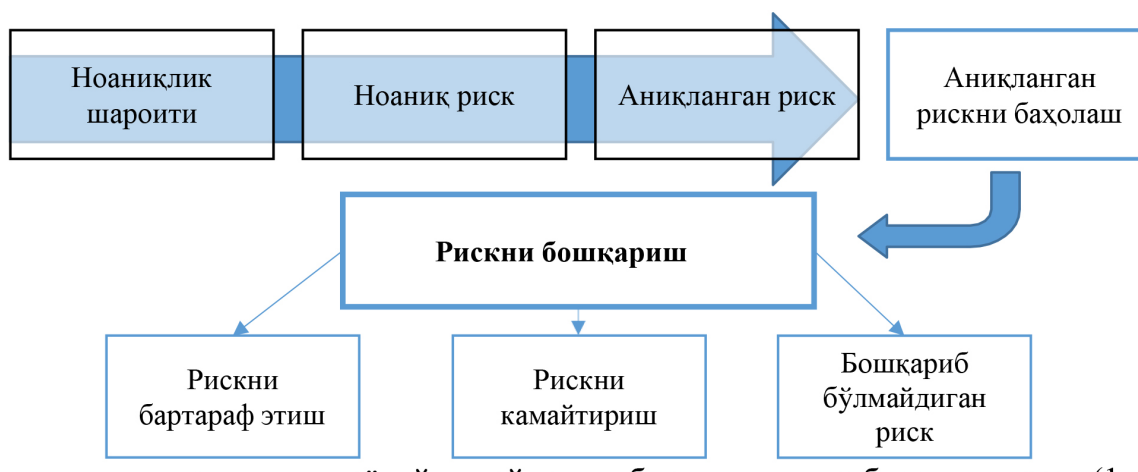 Ноаниқлик
шароити
Ноаниқ риск
Аниқланган риск
Аниқланган
рискни баҳолаш
Рискни бошқариш
Рискни
бартараф этиш
Рискни
камайтириш
Бошқариб
бўлмайдиган
риск